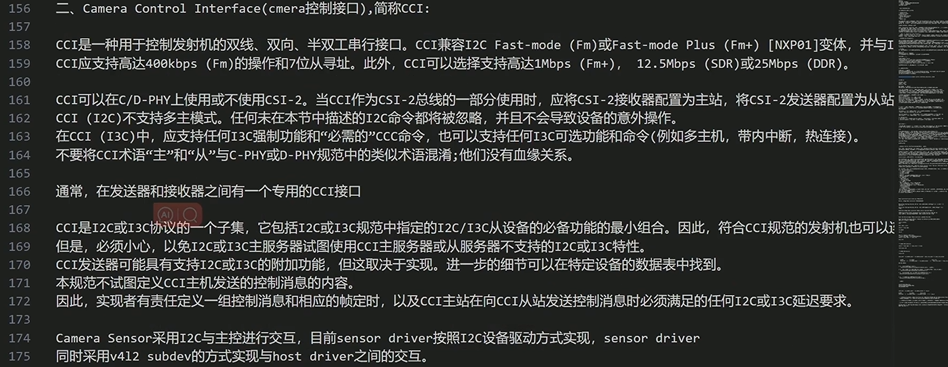 156 二、Camera Control Interface(cmera控制接口),简称CCI:
157
158 CCI是一种用于控制发射机的双线、双向、半双工串行接口。CCI兼容I2C Fast-mode (Fm)或Fast-mode Plus (Fm+) [NXP01]变体，并与I
159 CCI应支持高达400kbps (Fm)的操作和7位从寻址。此外，CCI可以选择支持高达1Mbps (Fm+)， 12.5Mbps (SDR)或25Mbps (DDR)。
160
161 CCI可以在C/D-PHY上使用或不使用CSI-2。当CCI作为CSI-2总线的一部分使用时，应将CSI-2接收器配置为主站，将CSI-2发送器配置为从站
162 CCI (I2C)不支持多主模式。任何未在本节中描述的I2C命令都将被忽略，并且不会导致设备的意外操作。
163 在CCI (I3C)中，应支持任何I3C强制功能和“必需的”CCC命令，也可以支持任何I3C可选功能和命令(例如多主机，带内中断，热连接)。
164 不要将CCI术语“主”和“从”与C-PHY或D-PHY规范中的类似术语混淆;他们没有血缘关系。
165
166 通常，在发送器和接收器之间有一个专用的CCI接口
167
AI
168 CCI是I2C或I3C协议的一个子集，它包括I2C或I3C规范中指定的I2C/I3C从设备的必备功能的最小组合。因此，符合CCI规范的发射机也可以
169 但是，必须小心，以免I2C或I3C主服务器试图使用CCI主服务器或从服务器不支持的I2C或I3C特性。
170 CCI发送器可能具有支持I2C或I3C的附加功能，但这取决于实现。进一步的细节可以在特定设备的数据表中找到。
171 本规范不试图定义CCI主机发送的控制消息的内容。
172 因此，实现者有责任定义一组控制消息和相应的帧定时，以及CCI主站在向CCI从站发送控制消息时必须满足的任何I2C或I3C延迟要求。
173
174 Camera Sensor采用I2C与主控进行交互，目前sensor driver按照I2C设备驱动方式实现，sensor driver
175 同时采用v4l2 subdev的方式实现与host driver之间的交互。